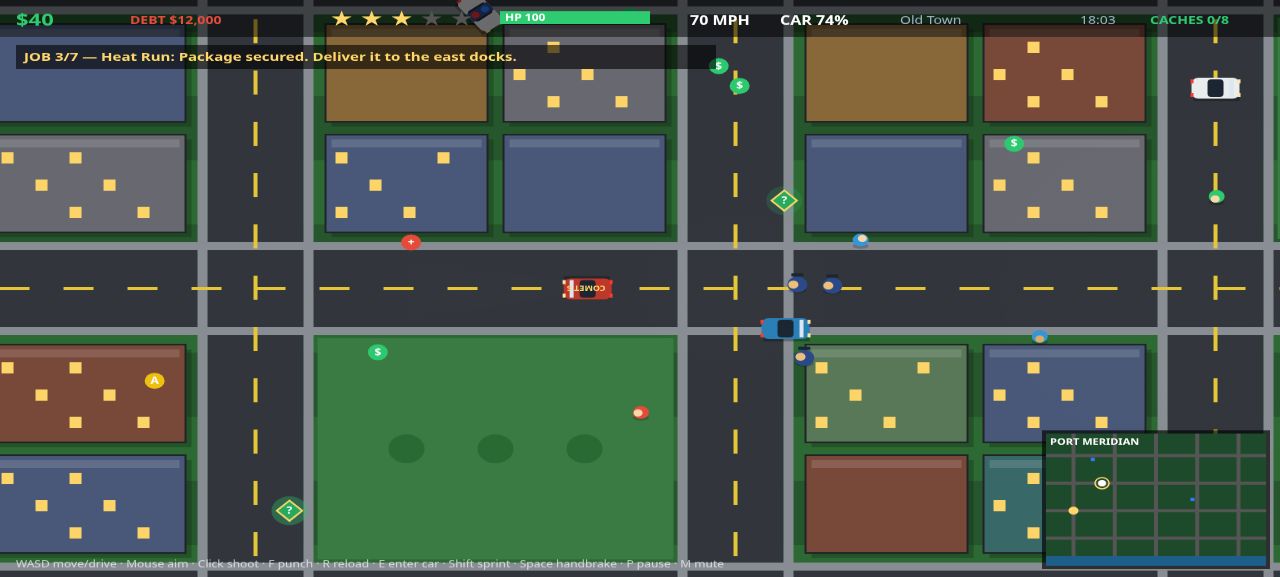 $40 DEBT $12,000 HP 100 70 MPH CAR 74% Old Town 18:03 CACHES 0/8
JOB 3/7 — Heat Run: Package secured. Deliver it to the east docks.
$
$
$
?
+
COMETS
$
A
?
PORT MERIDIAN
WASD move/drive · Mouse aim · Click shoot · F punch · R reload · E enter car · Shift sprint · Space handbrake · P pause · M mute